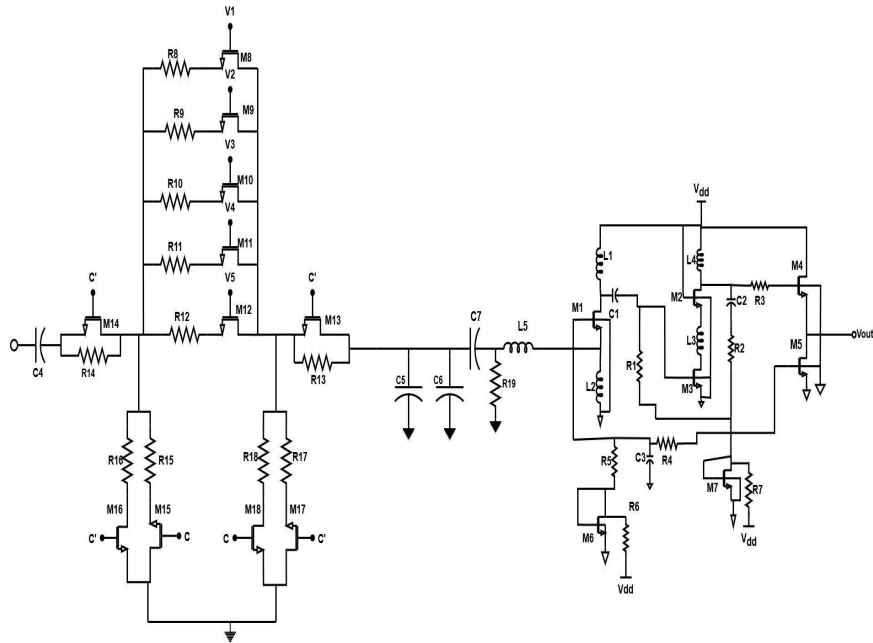 V1
R8
M8
V2
R9
M9
V3
R10
M10
V4
R11
M11
C'
V5
C'
M14
R12
M12
M13
C4
R14
R13
C7
L5
C5
C6
R19
Vdd
L1
L4
M4
M1
C1
M2
C2
R3
L3
Vout
R1
R2
M5
L2
M3
R5
C3
R4
R16
R15
R18
R17
M7
R7
R6
M6
Vdd
Vdd
M16
M15
M18
M17
C'
C
C
C'